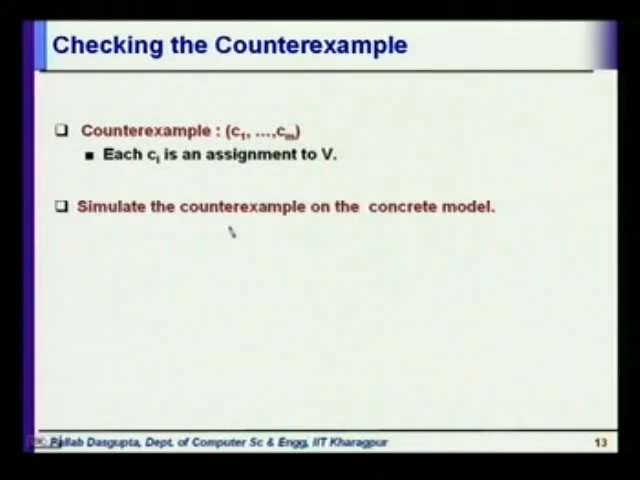 Checking the Counterexample
❑ Counterexample : (c1, …,cm)
■ Each ci is an assignment to V.
❑ Simulate the counterexample on the concrete model.
Pallab Dasgupta, Dept. of Computer Sc & Engg, IIT Kharagpur
13